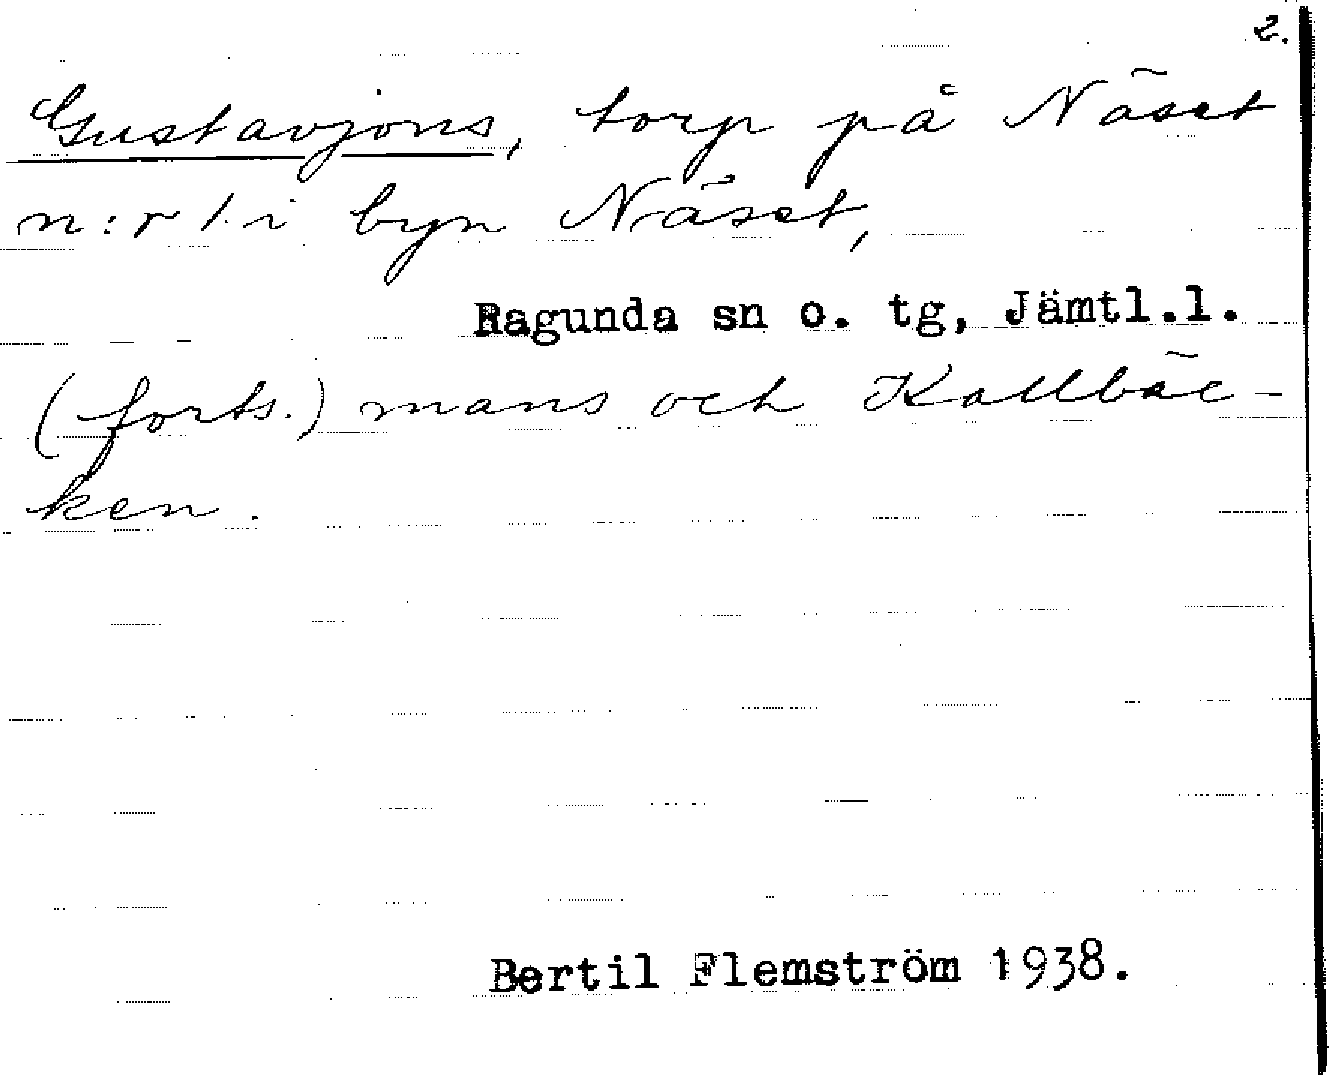 2.
Gustavjons, torp på Näset
n:r 1 i byn Näset,
Ragunda sn o. tg, Jämtl.l.
(forts.) mans och Kallbäc-
ken.
Bertil Flemström 1938.